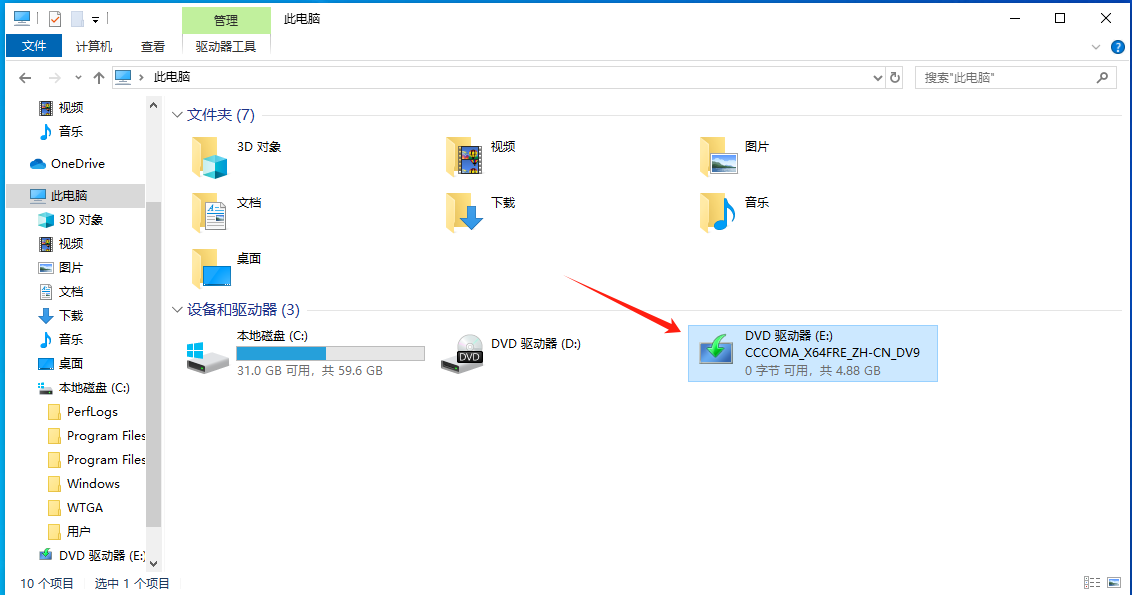 管理
此电脑
文件
计算机
查看
驱动器工具
此电脑
搜索"此电脑"
视频
音乐
OneDrive
此电脑
3D 对象
视频
图片
文档
下载
音乐
桌面
本地磁盘 (C:)
PerfLogs
Program Files
Program Files
Windows
WTGA
用户
DVD 驱动器 (E:)
文件夹 (7)
3D 对象
视频
图片
文档
下载
音乐
桌面
设备和驱动器 (3)
本地磁盘 (C:)
31.0 GB 可用，共 59.6 GB
DVD
DVD 驱动器 (D:)
DVD 驱动器 (E:)
CCCOMA_X64FRE_ZH-CN_DV9
0 字节 可用，共 4.88 GB
10 个项目
选中 1 个项目